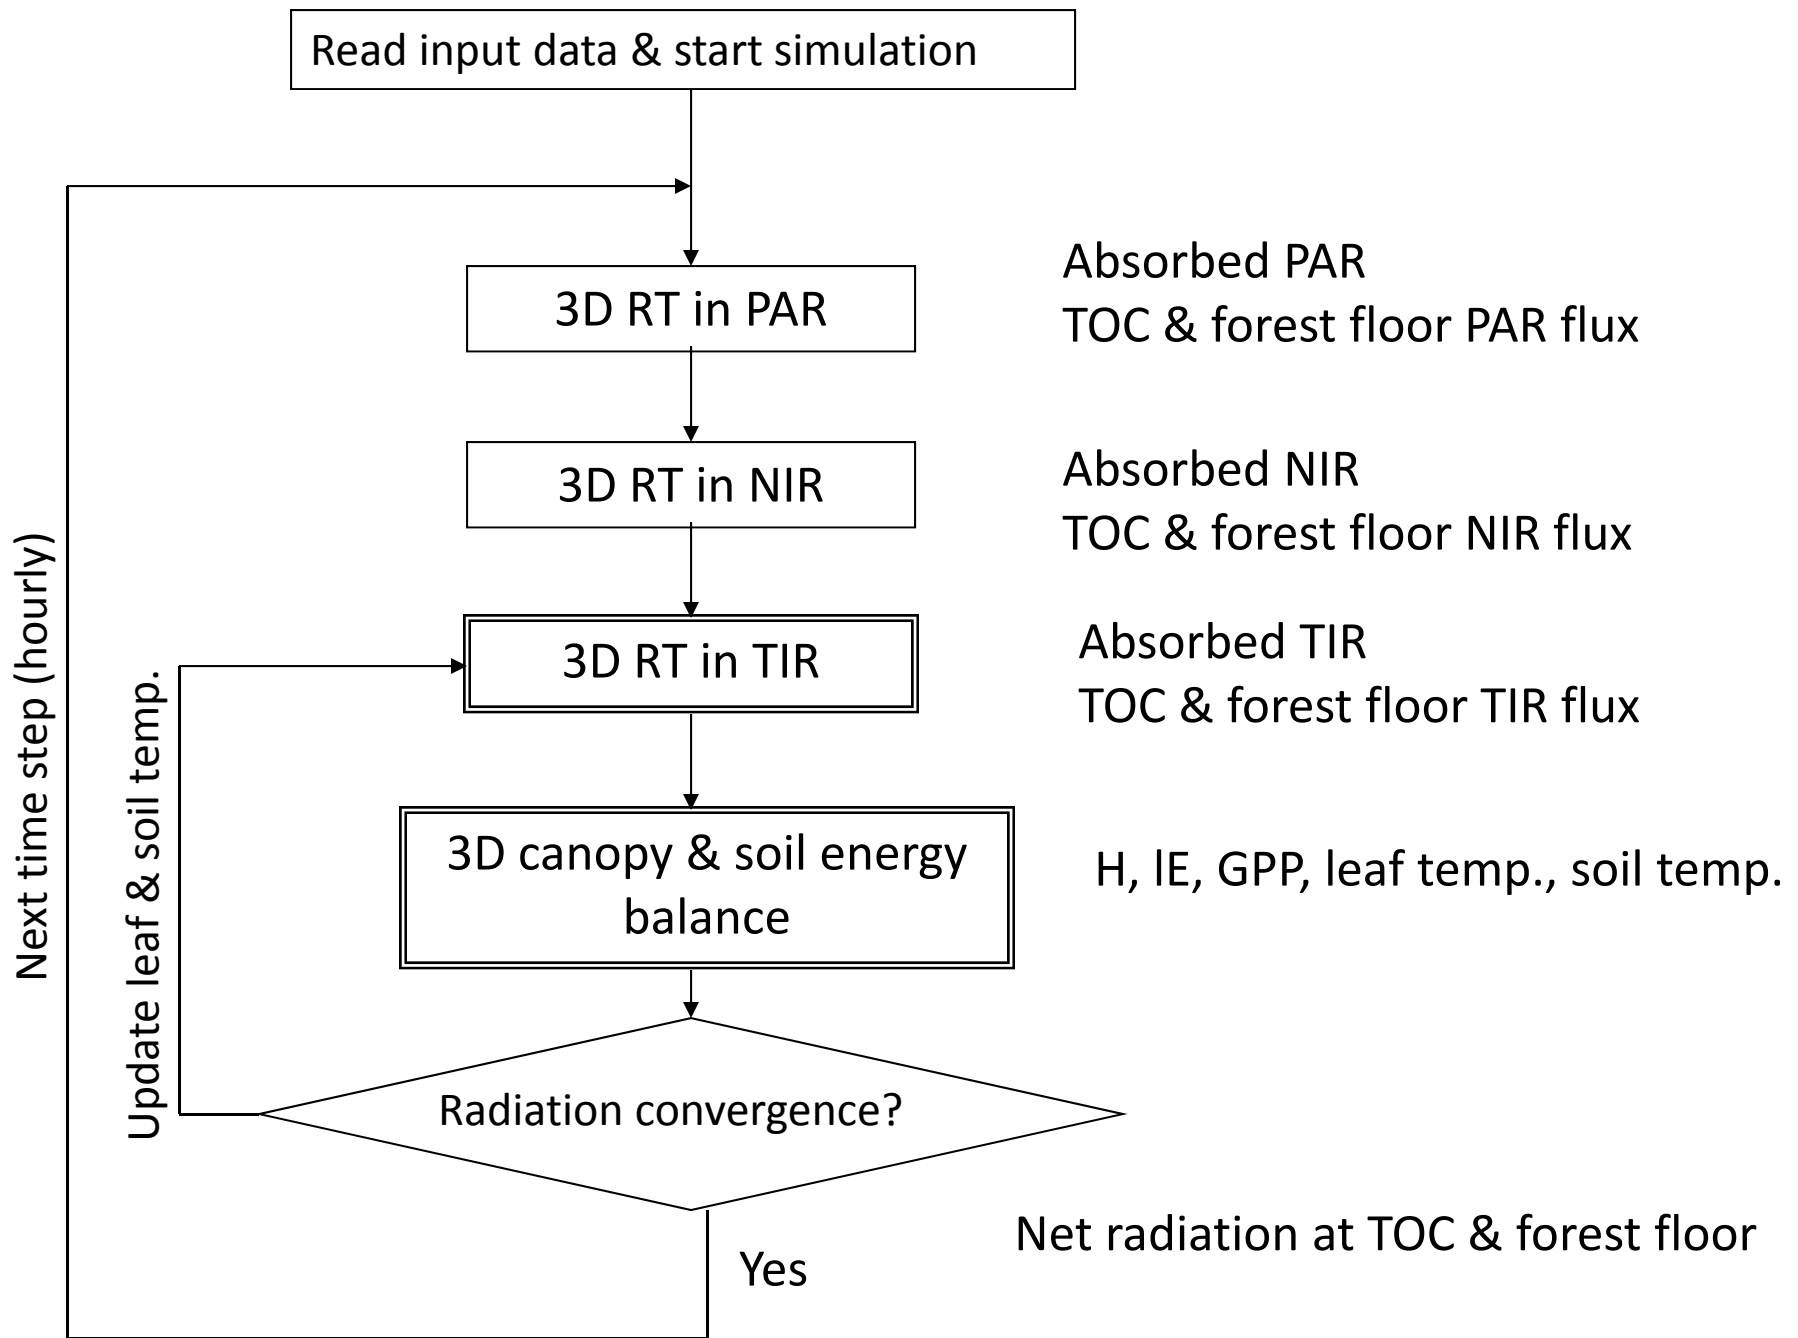 Read input data & start simulation
3D RT in PAR
Absorbed PAR
TOC & forest floor PAR flux
3D RT in NIR
Absorbed NIR
TOC & forest floor NIR flux
3D RT in TIR
Absorbed TIR
TOC & forest floor TIR flux
3D canopy & soil energy
balance
H, lE, GPP, leaf temp., soil temp.
Radiation convergence?
Net radiation at TOC & forest floor
Yes
Update leaf & soil temp.
Next time step (hourly)